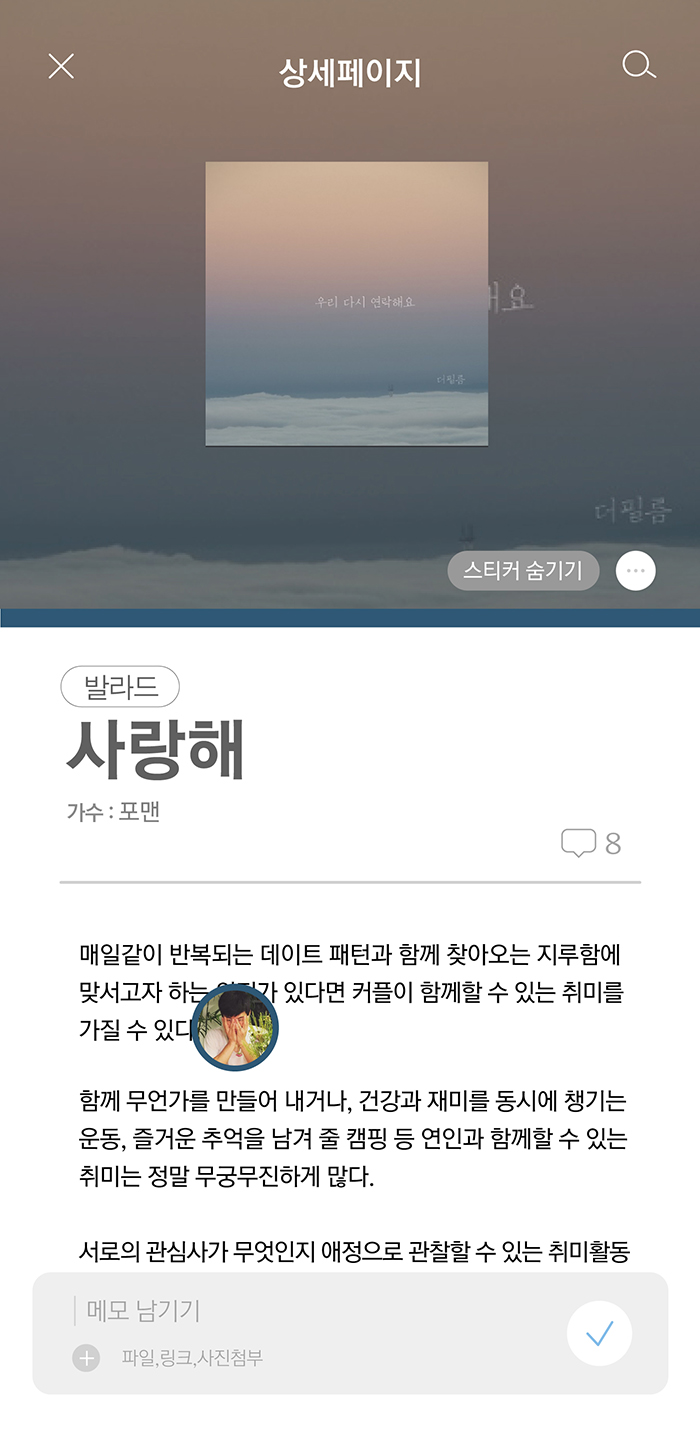 상세페이지
우리 다시 연락해요
해요
더필름
더필름
스티커 숨기기
발라드
사랑해
가수 : 포맨
8
매일같이 반복되는 데이트 패턴과 함께 찾아오는 지루함에
맞서고자 하는 있다면 커플이 함께할 수 있는 취미를
가질 수 있다
함께 무언가를 만들어 내거나, 건강과 재미를 동시에 챙기는
운동, 즐거운 추억을 남겨 줄 캠핑 등 연인과 함께할 수 있는
취미는 정말 무궁무진하게 많다.
서로의 관심사가 무엇인지 애정으로 관찰할 수 있는 취미활동
메모 남기기
파일,링크,사진첨부